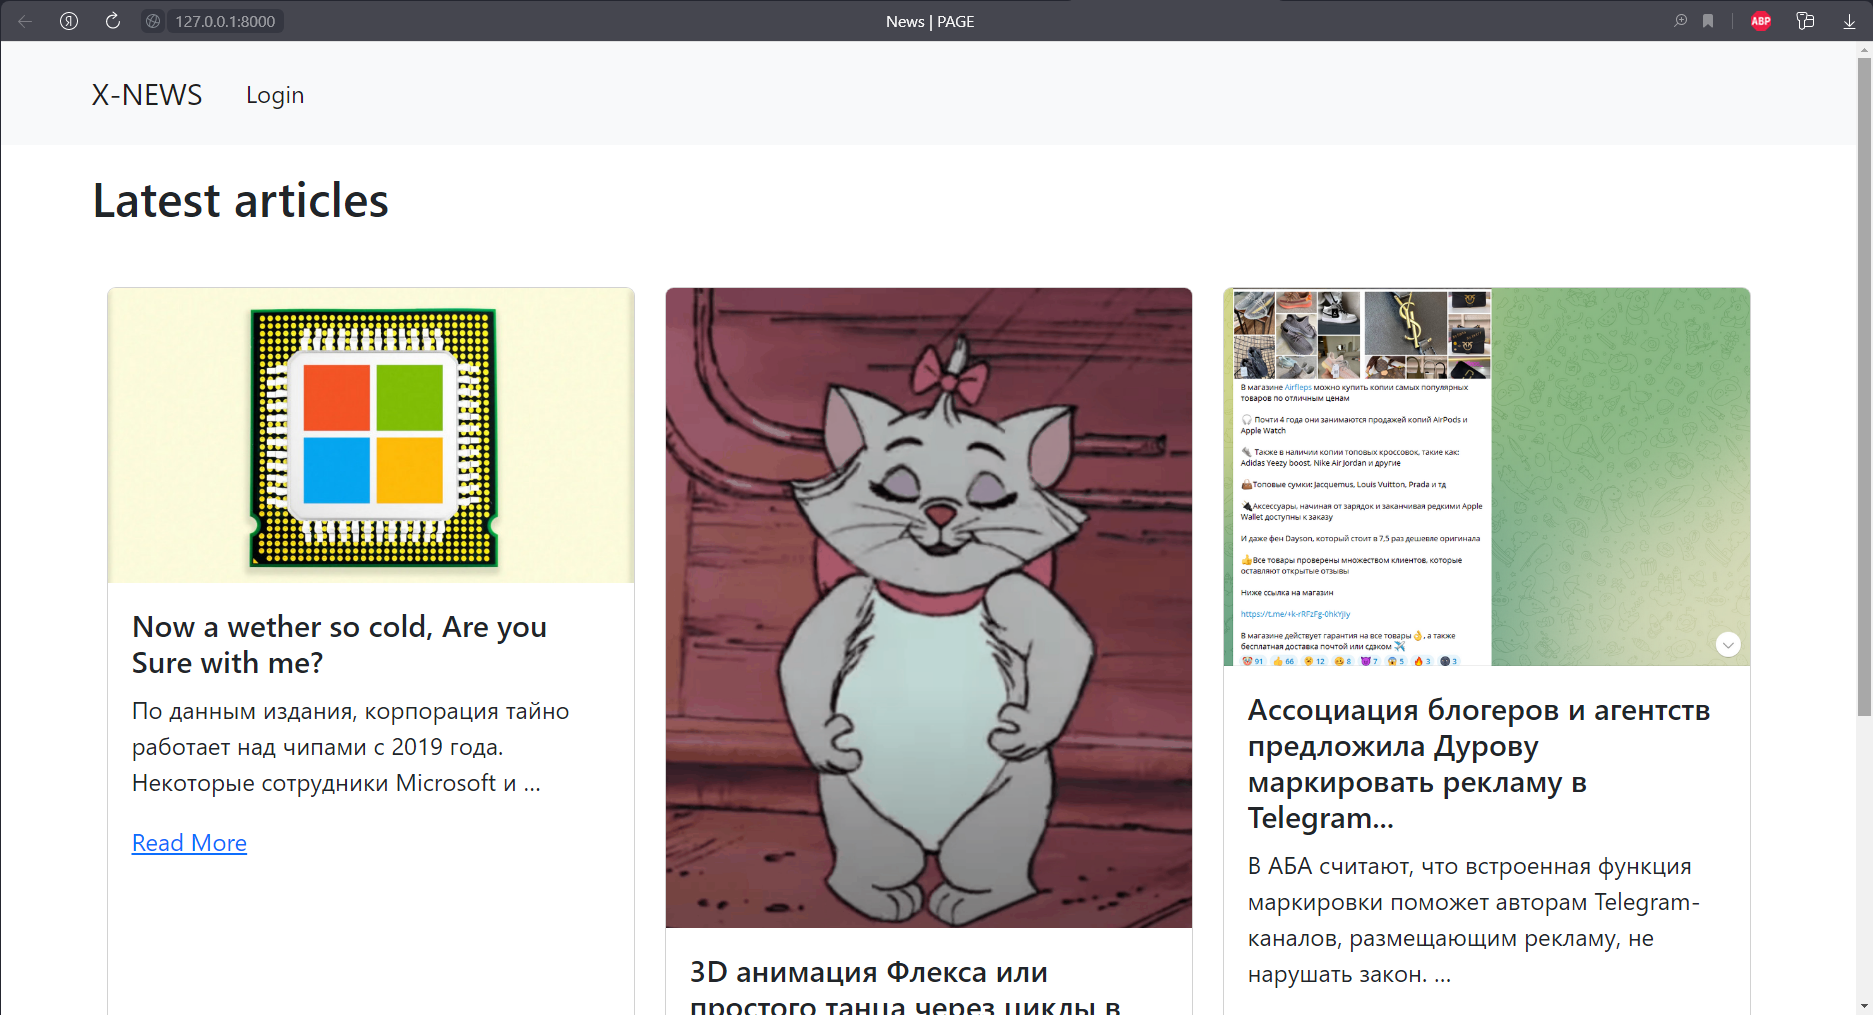 127.0.0.1:8000
News | PAGE
ABP
X-NEWS
Login
Latest articles
Now a wether so cold, Are you
Sure with me?
По данным издания, корпорация тайно
работает над чипами с 2019 года.
Некоторые сотрудники Microsoft и ...
Read More
3D анимация Флекса или
простого танца через циклы в
В магазине Airfleps можно купить копии самых популярных
товаров по отличным ценам
🎧 Почти 4 года они занимаются продажей копий AirPods и
Apple Watch
Также в наличии копии топовых кроссовок, такие как:
Adidas Yeezy boost, Nike Air Jordan и другие
👜Топовые сумки: Jacquemus, Louis Vuitton, Prada и тд
🔌Аксессуары, начиная от зарядок и заканчивая редкими Apple
Wallet доступны к заказу
И даже фен Dayson, который стоит в 7,5 раз дешевле оригинала
👍Все товары проверены множеством клиентов, которые
оставляют открытые отзывы
Ниже ссылка на магазин
В магазине действует гарантия на все товары 👌, а также
бесплатная доставка почтой или сдэком ✈️
91 66 12 8 7 5 3 3
Ассоциация блогеров и агентств
предложила Дурову
маркировать рекламу в
Telegram...
В АБА считают, что встроенная функция
маркировки поможет авторам Telegram-
каналов, размещающим рекламу, не
нарушать закон. ...